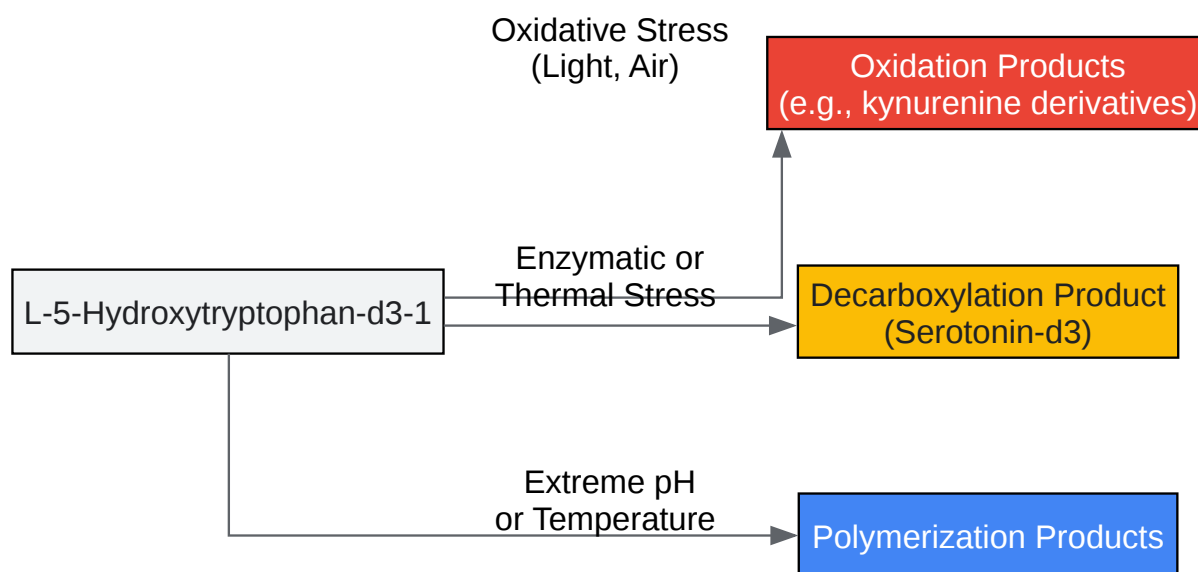 Oxidative Stress
(Light, Air)
Oxidation Products
(e.g., kynurenine derivatives)
Enzymatic or
Thermal Stress
L-5-Hydroxytryptophan-d3-1
Decarboxylation Product
(Serotonin-d3)
Extreme pH
or Temperature
Polymerization Products